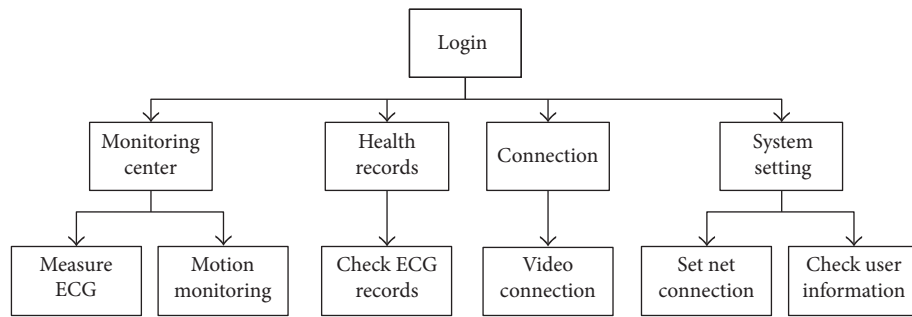 Login
Monitoring
center
Health
records
Connection
System
setting
Measure
ECG
Motion
monitoring
Check ECG
records
Video
connection
Set net
connection
Check user
information